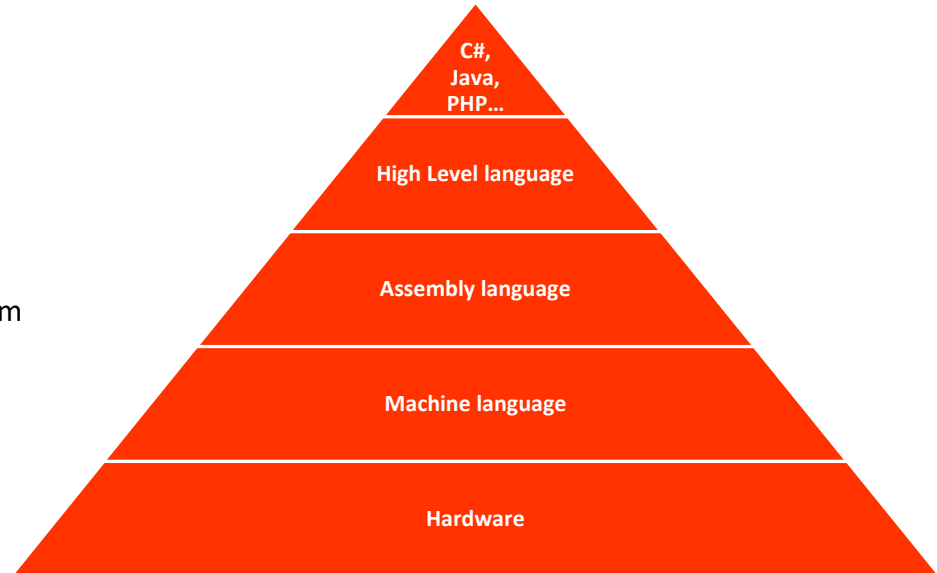 C#,
Java,
PHP...
High Level language
Assembly language
m
Machine language
Hardware